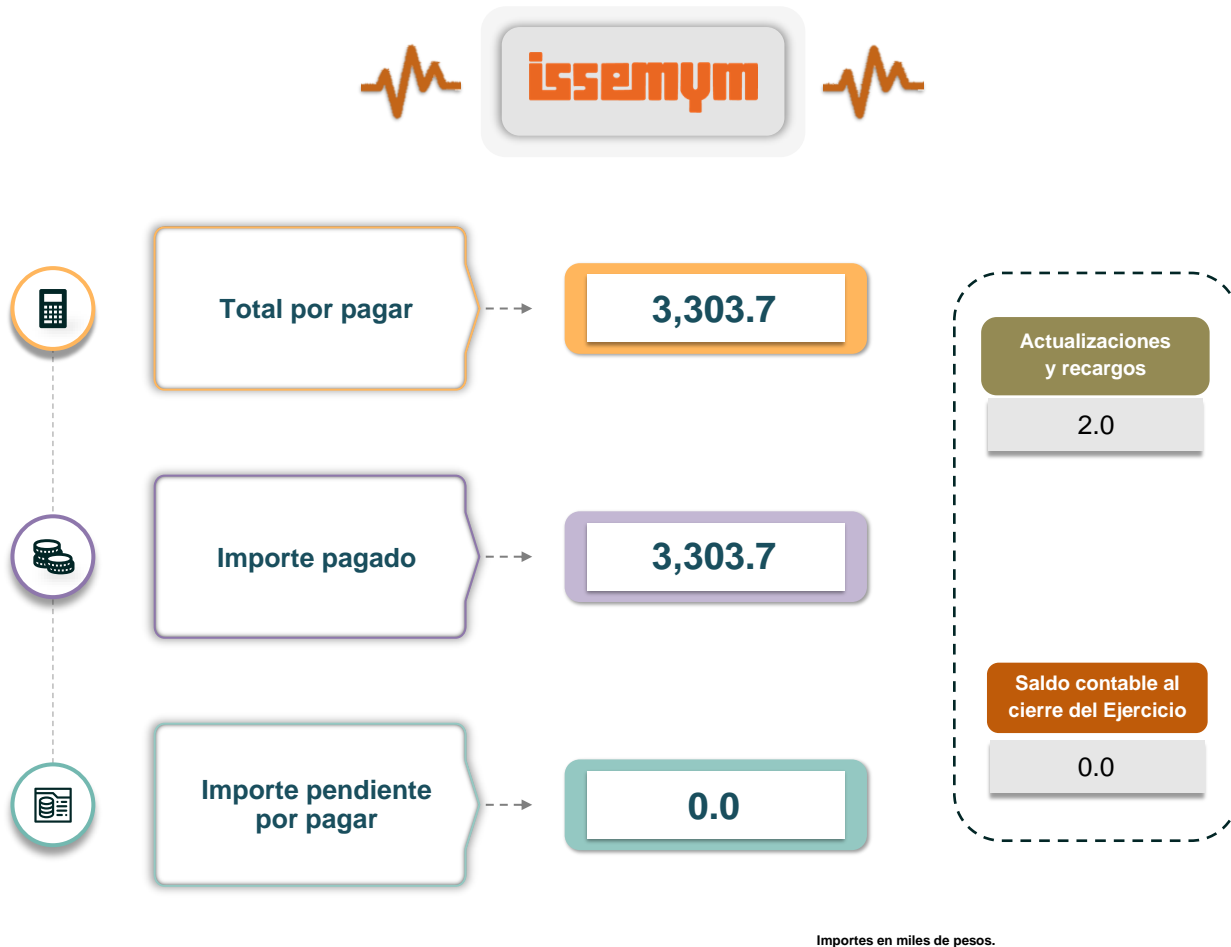 issemym
Total por pagar
3,303.7
Actualizaciones
y recargos
2.0
Importe pagado
3,303.7
Saldo contable al
cierre del Ejercicio
0.0
Importe pendiente
por pagar
0.0
Importes en miles de pesos.